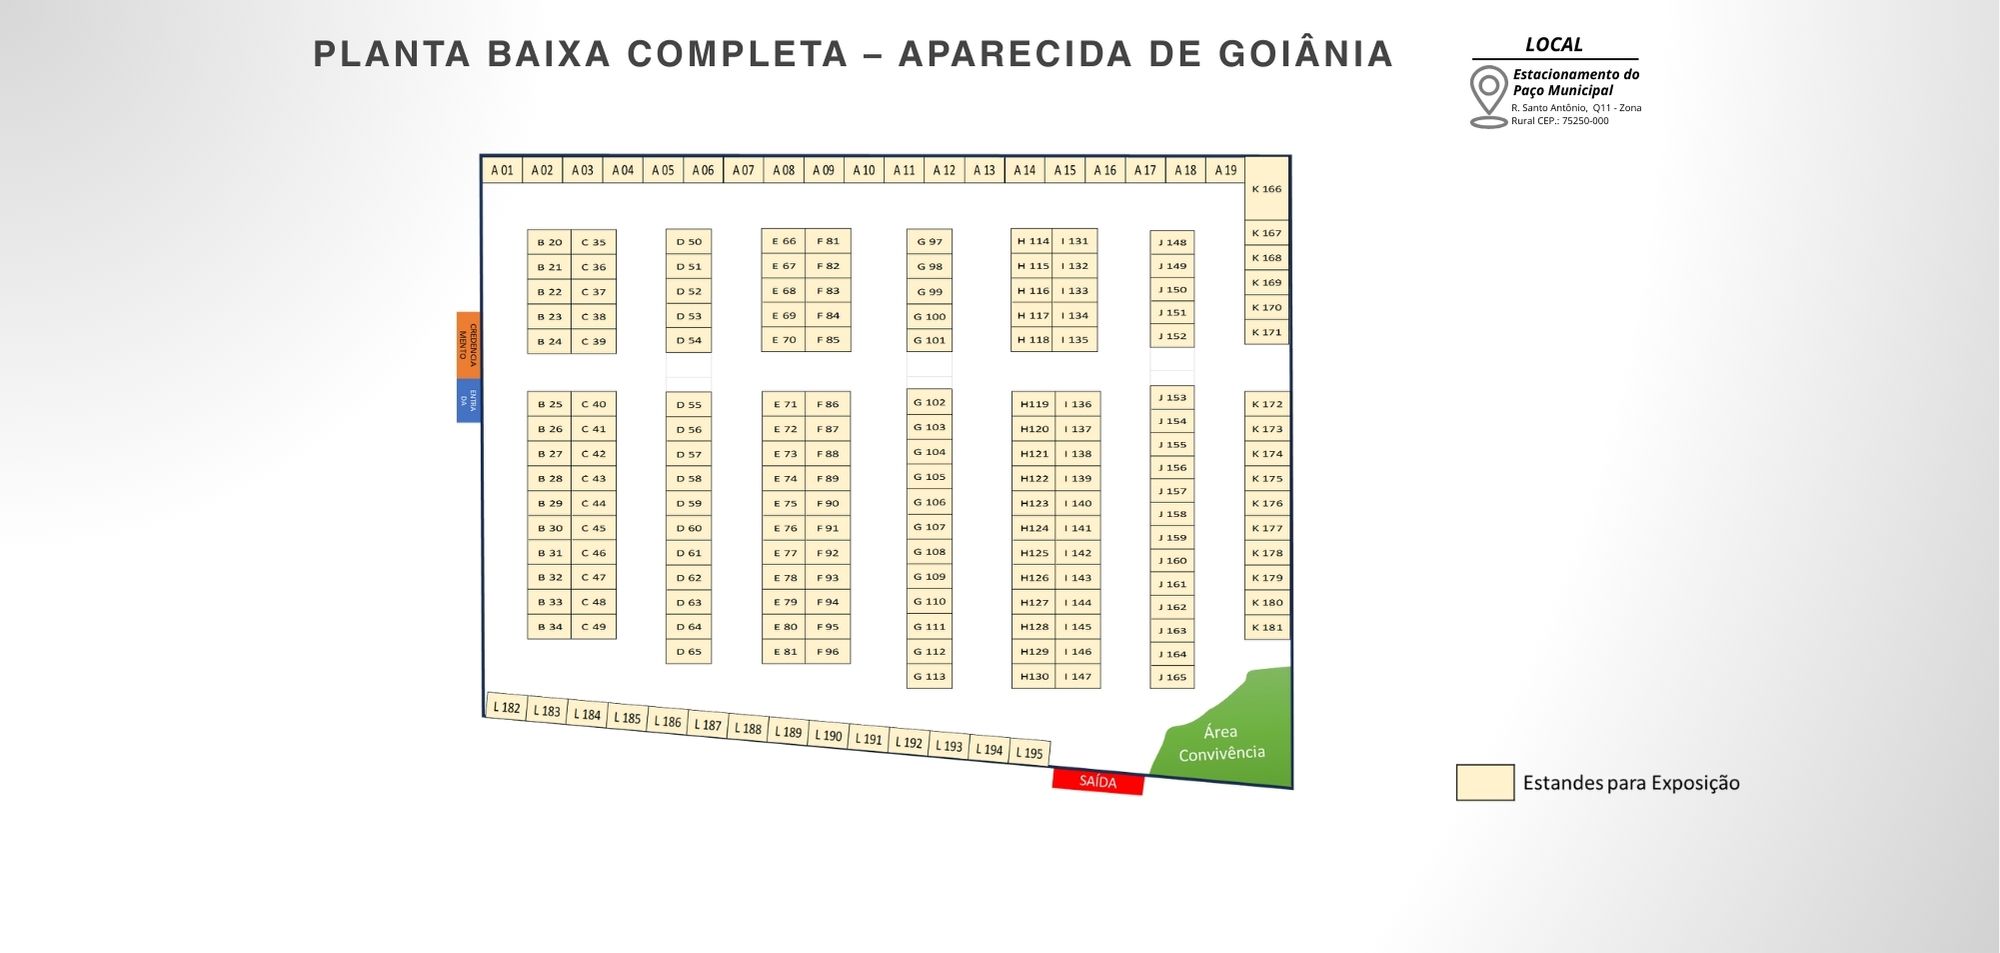 PLANTA BAIXA COMPLETA – APARECIDA DE GOIÂNIA
LOCAL
Estacionamento do
Paço Municipal
R. Santo Antônio, Q11 - Zona
Rural CEP.: 75250-000
A 01 A 02 A 03 A 04 A 05 A 06 A 07 A 08 A 09 A 10 A 11 A 12 A 13 A 14 A 15 A 16 A 17 A 18 A 19
K 166
K 167
K 168
K 169
K 170
K 171
B 20 C 35 D 50 E 66 F 81 G 97 H 114 I 131 J 148
B 21 C 36 D 51 E 67 F 82 G 98 H 115 I 132 J 149
B 22 C 37 D 52 E 68 F 83 G 99 H 116 I 133 J 150
B 23 C 38 D 53 E 69 F 84 G 100 H 117 I 134 J 151
B 24 C 39 D 54 E 70 F 85 G 101 H 118 I 135 J 152
CREDENCIA
MENTO
ENTRA
DA
B 25 C 40 D 55 E 71 F 86 G 102 H119 I 136 J 153 K 172
B 26 C 41 D 56 E 72 F 87 G 103 H120 I 137 J 154 K 173
B 27 C 42 D 57 E 73 F 88 G 104 H121 I 138 J 155 K 174
B 28 C 43 D 58 E 74 F 89 G 105 H122 I 139 J 156 K 175
B 29 C 44 D 59 E 75 F 90 G 106 H123 I 140 J 157 K 176
B 30 C 45 D 60 E 76 F 91 G 107 H124 I 141 J 158 K 177
B 31 C 46 D 61 E 77 F 92 G 108 H125 I 142 J 159 K 178
B 32 C 47 D 62 E 78 F 93 G 109 H126 I 143 J 160 K 179
B 33 C 48 D 63 E 79 F 94 G 110 H127 I 144 J 161 K 180
B 34 C 49 D 64 E 80 F 95 G 111 H128 I 145 J 162 K 181
D 65 E 81 F 96 G 112 H129 I 146 J 163
G 113 H130 I 147 J 164
J 165
L 182 L 183 L 184 L 185 L 186 L 187 L 188 L 189 L 190 L 191 L 192 L 193 L 194 L 195
Área
Convivência
SAÍDA
Estandes para Exposição